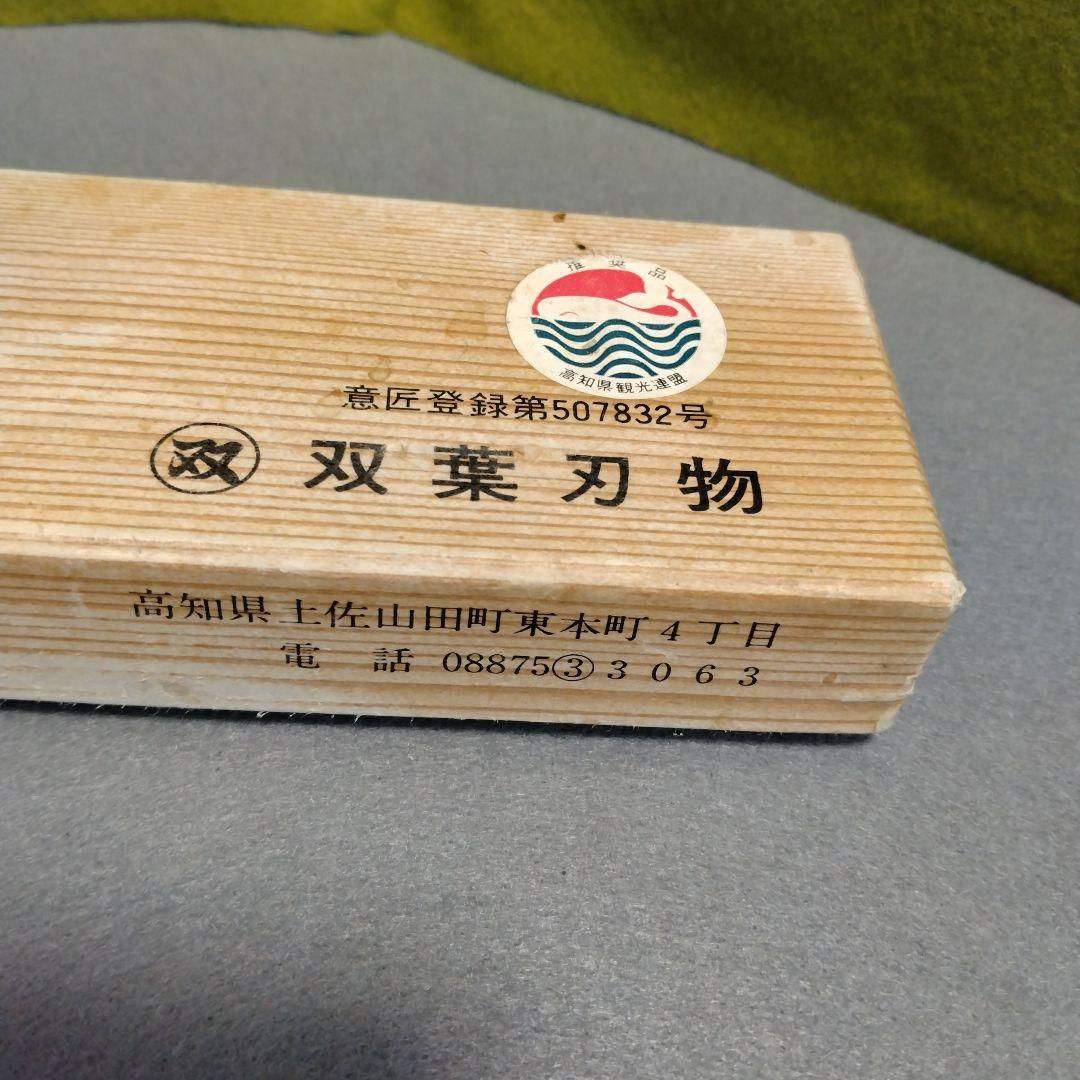 推奨品
高知県観光連盟
意匠登録第507832号
双 双葉刃物
高知県土佐山田町東本町4丁目
電話 08875③3063